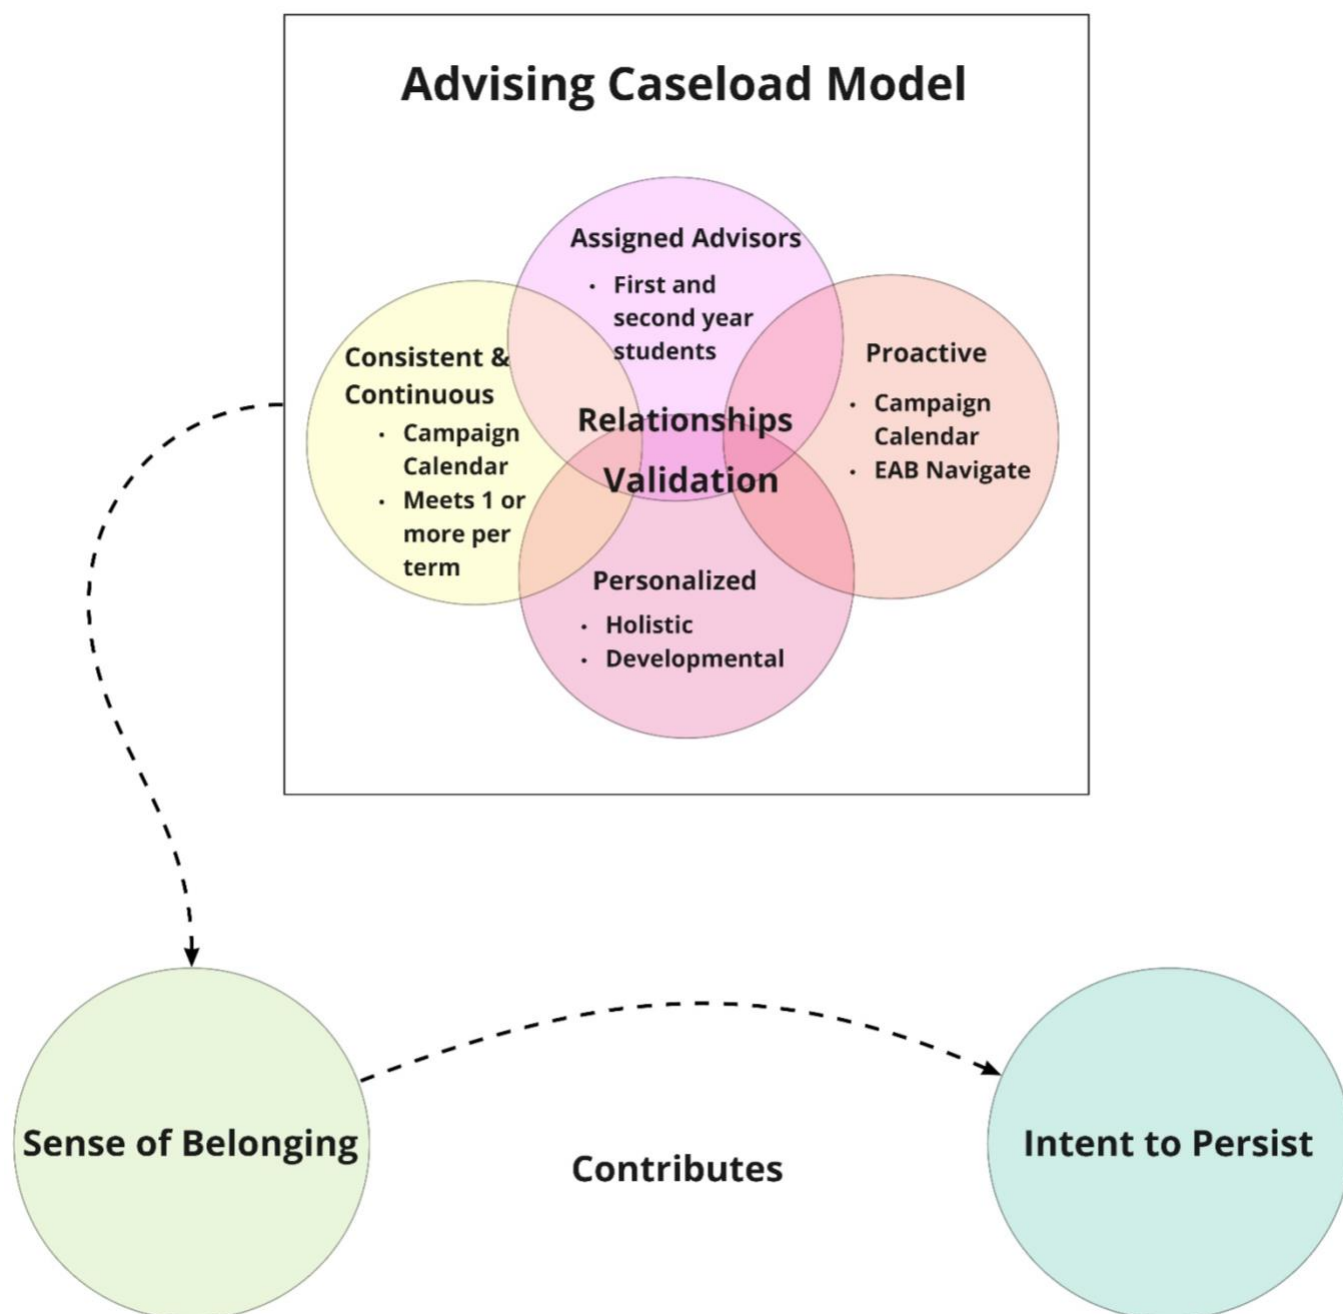 Advising Caseload Model
Assigned Advisors
• First and
second year
students
Consistent &
Continuous
• Campaign
Calendar
• Meets 1 or
more per
term
Proactive
• Campaign
Calendar
• EAB Navigate
Relationships
Validation
Personalized
• Holistic
• Developmental
Sense of Belonging
Contributes
Intent to Persist